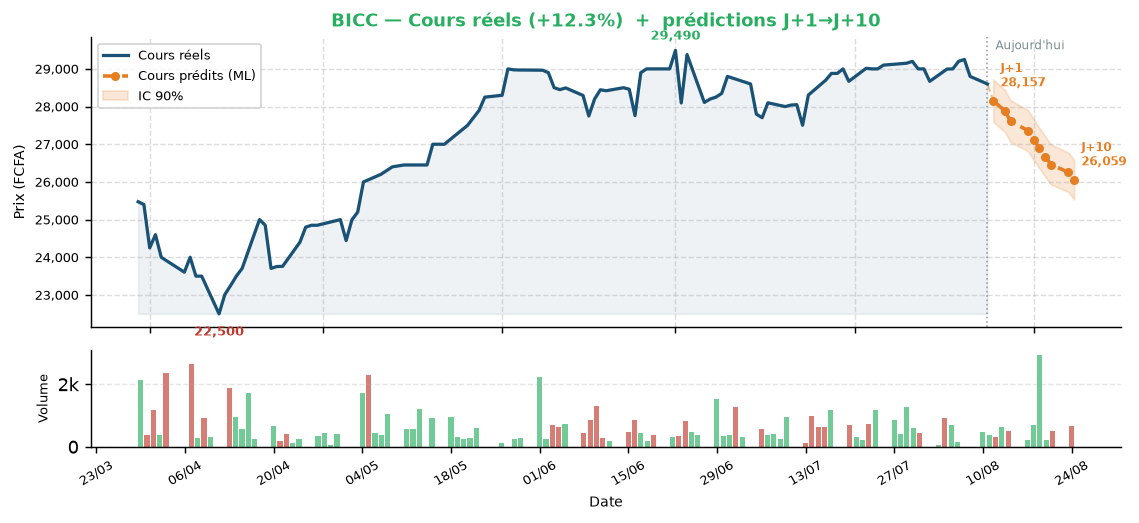 BICC — Cours réels (+12.3%)  +  prédictions J+1→J+10
29,490
Aujourd'hui
Cours réels
Cours prédits (ML)
IC 90%
J+1
28,157
J+10
26,059
22,500
Prix (FCFA)
29,000
28,000
27,000
26,000
25,000
24,000
23,000
Volume
2k
0
23/03
06/04
20/04
04/05
18/05
01/06
15/06
29/06
13/07
27/07
10/08
24/08
Date